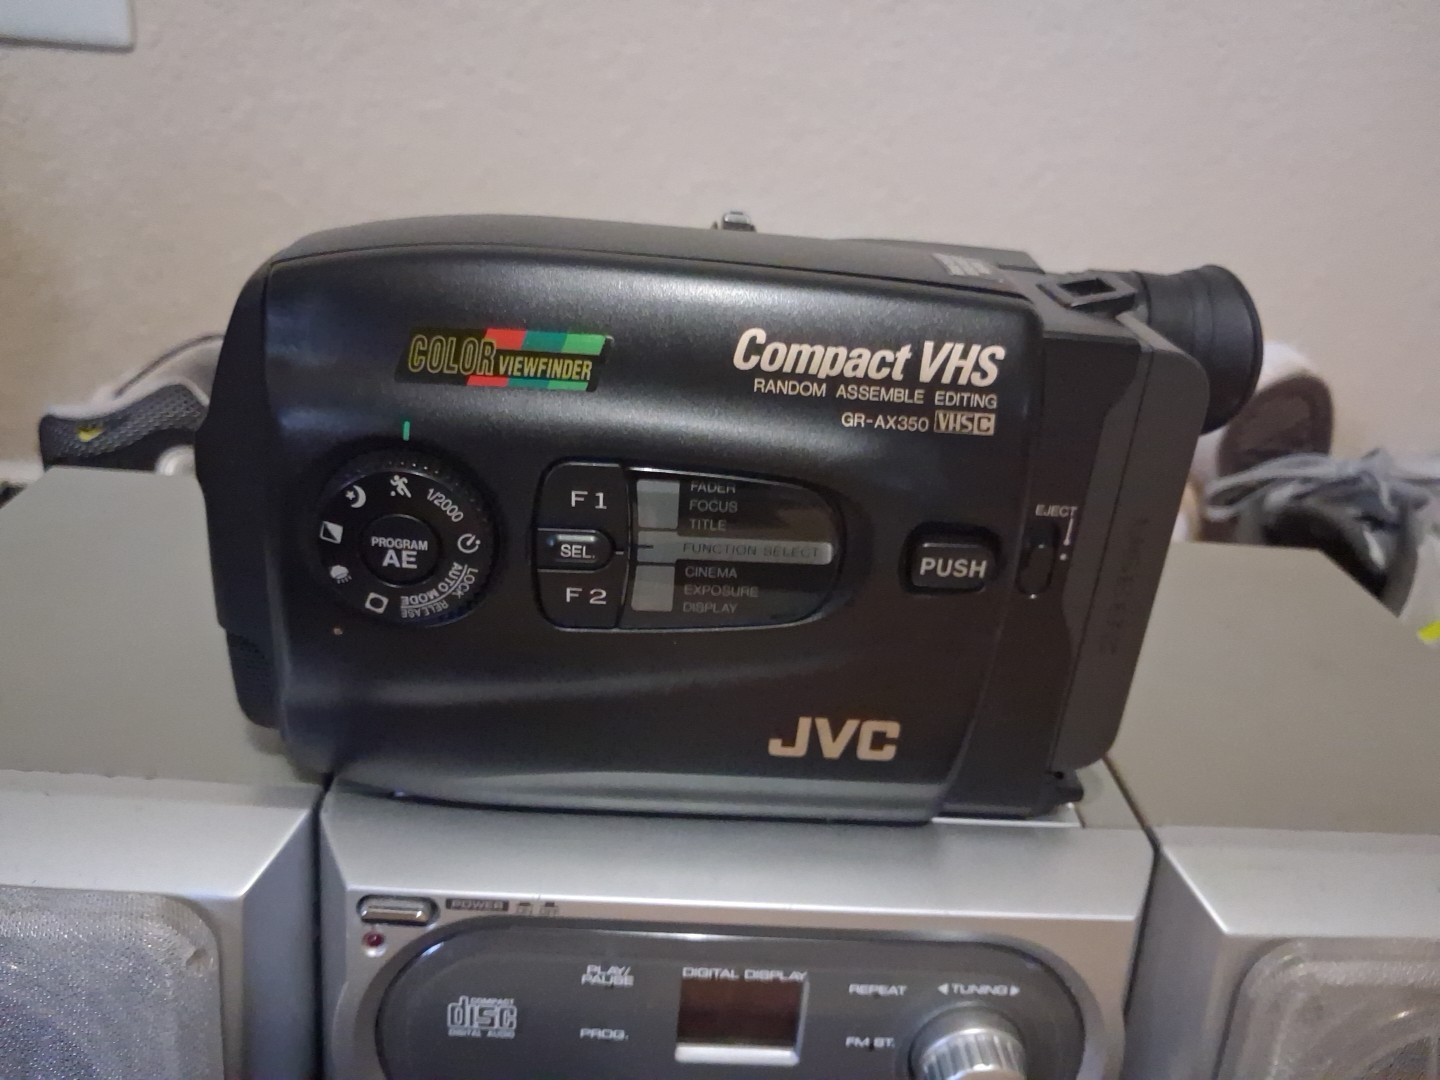 COLOR VIEWFINDER
Compact VHS
RANDOM ASSEMBLE EDITING
GR-AX350 VHSC
1/2000
PROGRAM
AE
LOCK
AUTO MODE
RELEASE
F1
SEL.
F2
FADER
FOCUS
TITLE
FUNCTION SELECT
CINEMA
EXPOSURE
DISPLAY
PUSH
EJECT
JVC
POWER
PLAY/
PAUSE
DIGITAL DISPLAY
REPEAT
◄TUNING►
COMPACT
disc
DIGITAL AUDIO
PROG.
FM ST.